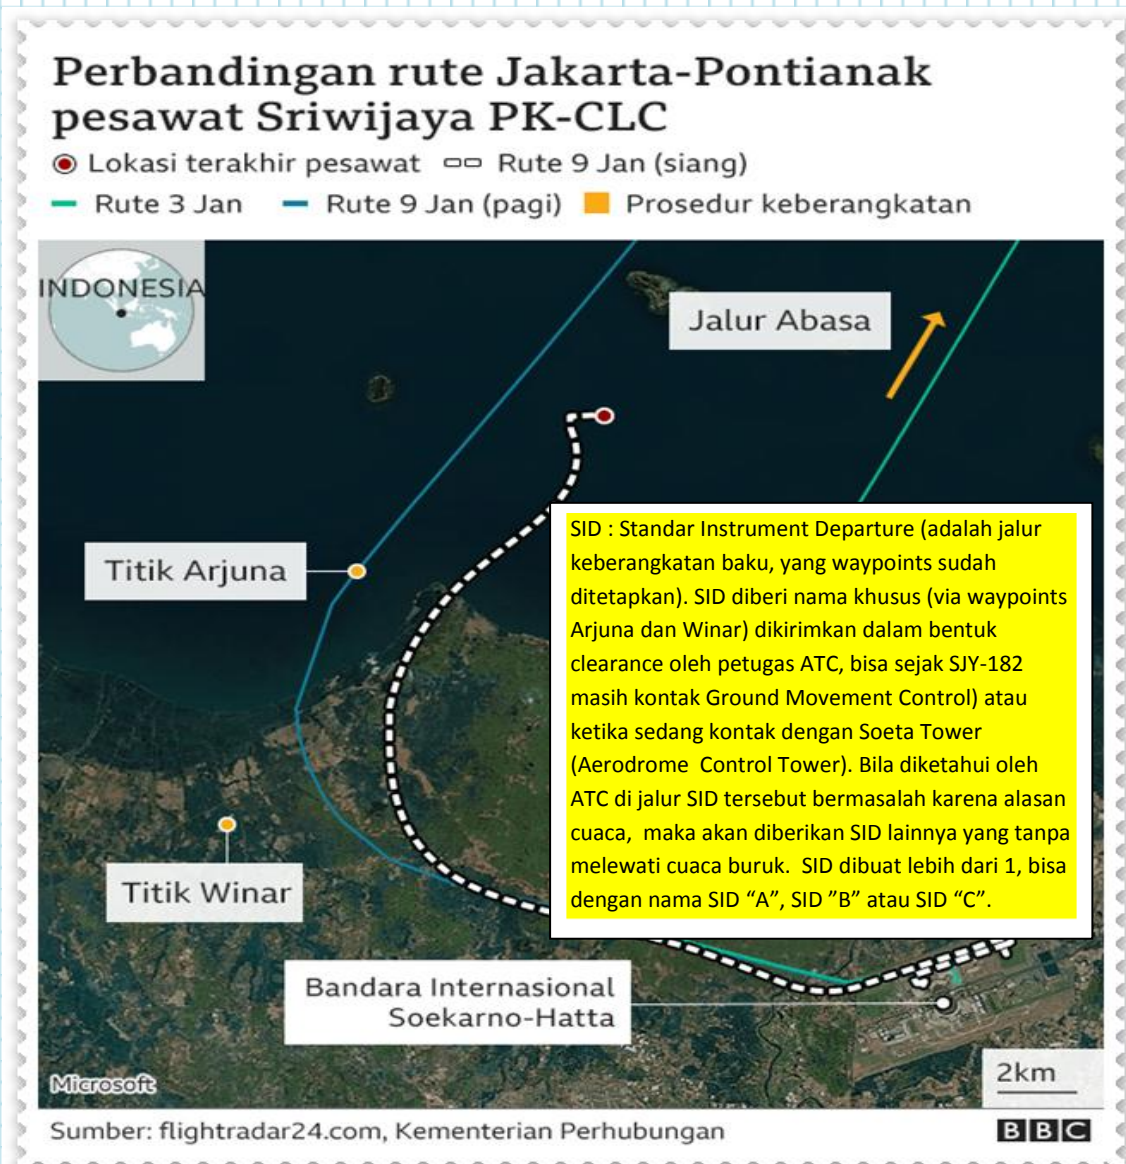 Perbandingan rute Jakarta-Pontianak
pesawat Sriwijaya PK-CLC
Lokasi terakhir pesawat
Rute 9 Jan (siang)
Rute 3 Jan
Rute 9 Jan (pagi)
Prosedur keberangkatan
INDONESIA
Jalur Abasa
Titik Arjuna
SID : Standar Instrument Departure (adalah jalur
keberangkatan baku, yang waypoints sudah
ditetapkan). SID diberi nama khusus (via waypoints
Arjuna dan Winar) dikirimkan dalam bentuk
clearance oleh petugas ATC, bisa sejak SJY-182
masih kontak Ground Movement Control) atau
ketika sedang kontak dengan Soeta Tower
(Aerodrome  Control Tower). Bila diketahui oleh
ATC di jalur SID tersebut bermasalah karena alasan
cuaca,  maka akan diberikan SID lainnya yang tanpa
melewati cuaca buruk.  SID dibuat lebih dari 1, bisa
dengan nama SID “A”, SID ”B” atau SID “C”.
Titik Winar
Bandara Internasional
Soekarno-Hatta
Microsoft
2km
Sumber: flightradar24.com, Kementerian Perhubungan
BBC